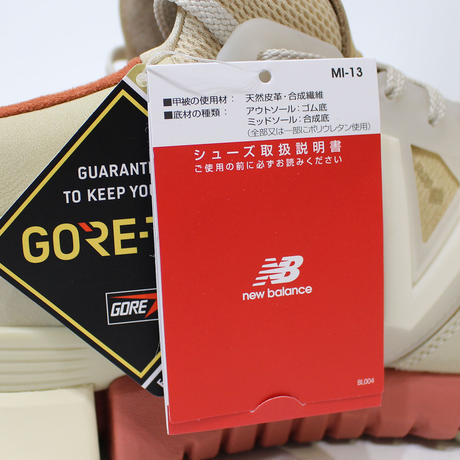 MI-13
■甲被の使用材： 天然皮革・合成繊維
■底材の種類： アウトソール：ゴム底
ミッドソール：合成底
（全部又は一部にポリウレタン使用）
シューズ取扱説明書
ご使用の前に必ずお読みください
NB
new balance
BL004
GUARAN
TO KEEP YOU
GORE-T
GORE